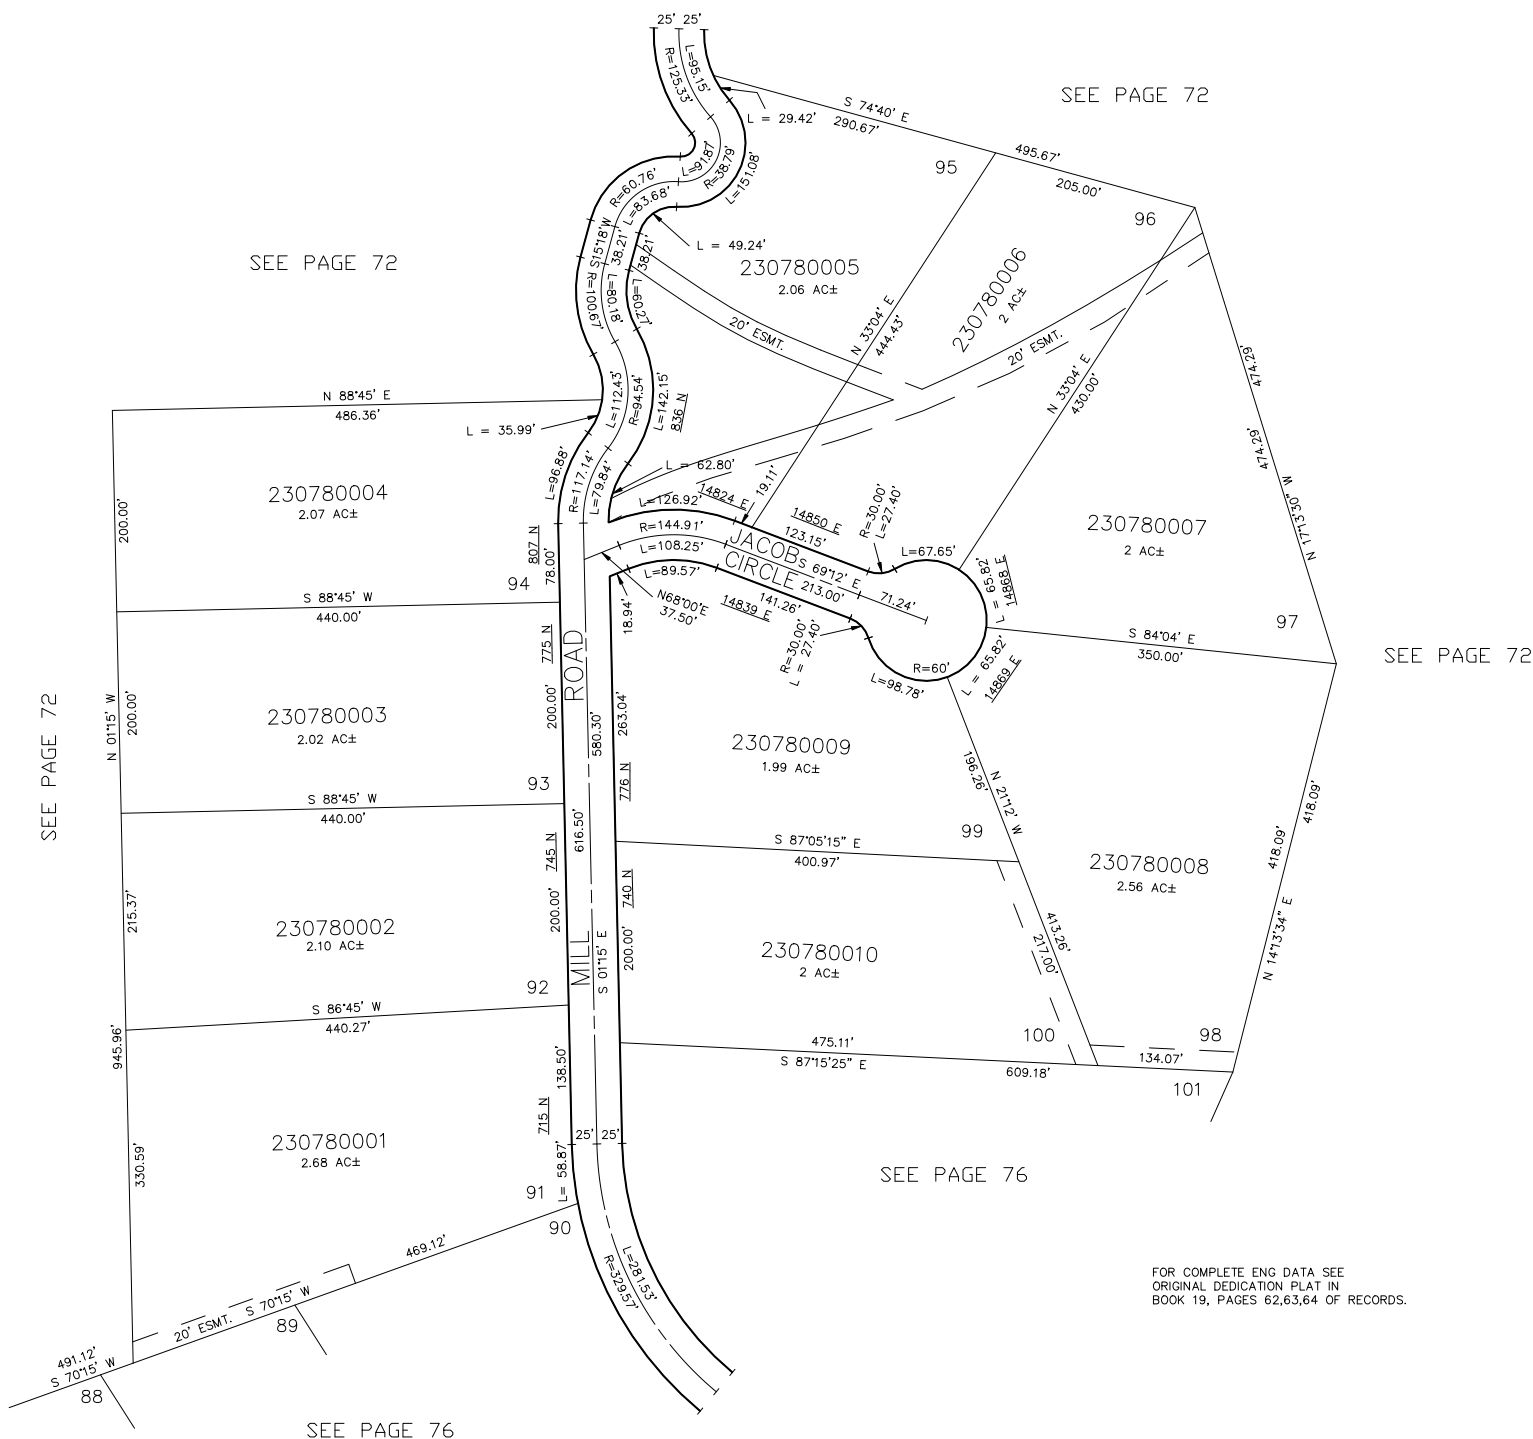 25' 25'
L=95.15'
R=125.33'
L = 29.42'
S 74°40' E
290.67'
SEE PAGE 72
495.67'
205.00'
95
96
L=91.87'
R=38.79'
L=151.08'
R=60.76'
L=83.68'
L = 49.24'
S15°18'W
38.21'
38.21'
SEE PAGE 72
230780005
2.06 AC±
230780006
2 AC±
R=100.67'
L=80.18'
L=60.27'
20' ESMT.
20' ESMT.
N 33°04' E
444.43'
N 33°04' E
430.00'
474.29'
474.29'
N 17°13'30" W
N 88°45' E
486.36'
L = 35.99'
L=112.43'
R=94.54'
L=142.15'
836 N
L=96.88'
R=117.14'
L=79.84'
L = 62.80'
L=126.92'
14824 E
19.11'
14850 E
123.15'
R=30.00'
L=27.40'
L=67.65'
L = 65.82'
14868 E
230780004
2.07 AC±
200.00'
807 N
78.00'
94
R=144.91'
L=108.25'
L=89.57'
JACOB
CIRCLE
S 69°12' E
213.00'
71.24'
230780007
2 AC±
N68°00'E
37.50'
18.94'
14839 E
141.26'
R=30.00'
L = 27.40'
R=60'
L=98.78'
L = 65.82'
14869 E
S 88°45' W
440.00'
97
S 84°04' E
350.00'
SEE PAGE 72
775 N
ROAD
SEE PAGE 72
N 01°15' W
200.00'
230780003
2.02 AC±
200.00'
580.30'
263.04'
776 N
230780009
1.99 AC±
196.26'
N 21°12' W
93
S 88°45' W
440.00'
745 N
616.50'
99
S 87°05'15" E
400.97'
418.09'
418.09'
230780008
2.56 AC±
740 N
215.37'
230780002
2.10 AC±
200.00'
MILL
S 01°15' E
200.00'
230780010
2 AC±
413.26'
217.00'
N 14°13'34" E
92
S 86°45' W
440.27'
945.96'
475.11'
S 87°15'25" E
100
98
134.07'
609.18'
101
138.50'
715 N
25' 25'
330.59'
230780001
2.68 AC±
L= 58.87'
91
90
SEE PAGE 76
469.12'
L=281.53'
R=329.57'
20' ESMT.
S 70°15' W
89
491.12'
S 70°15' W
88
SEE PAGE 76
FOR COMPLETE ENG DATA SEE
ORIGINAL DEDICATION PLAT IN
BOOK 19, PAGES 62,63,64 OF RECORDS.